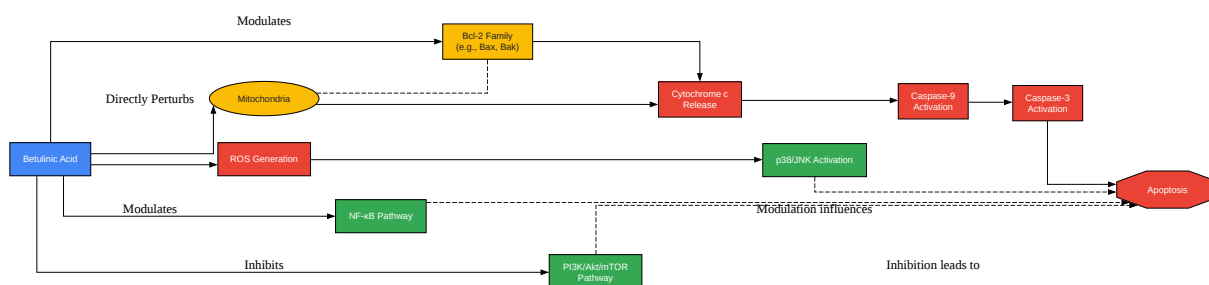 Modulates
Bcl-2 Family
(e.g., Bax, Bak)
Directly Perturbs
Mitochondria
Cytochrome c
Release
Caspase-9
Activation
Caspase-3
Activation
Betulinic Acid
ROS Generation
p38/JNK Activation
Apoptosis
Modulates
NF-κB Pathway
Modulation influences
Inhibits
PI3K/Akt/mTOR
Pathway
Inhibition leads to